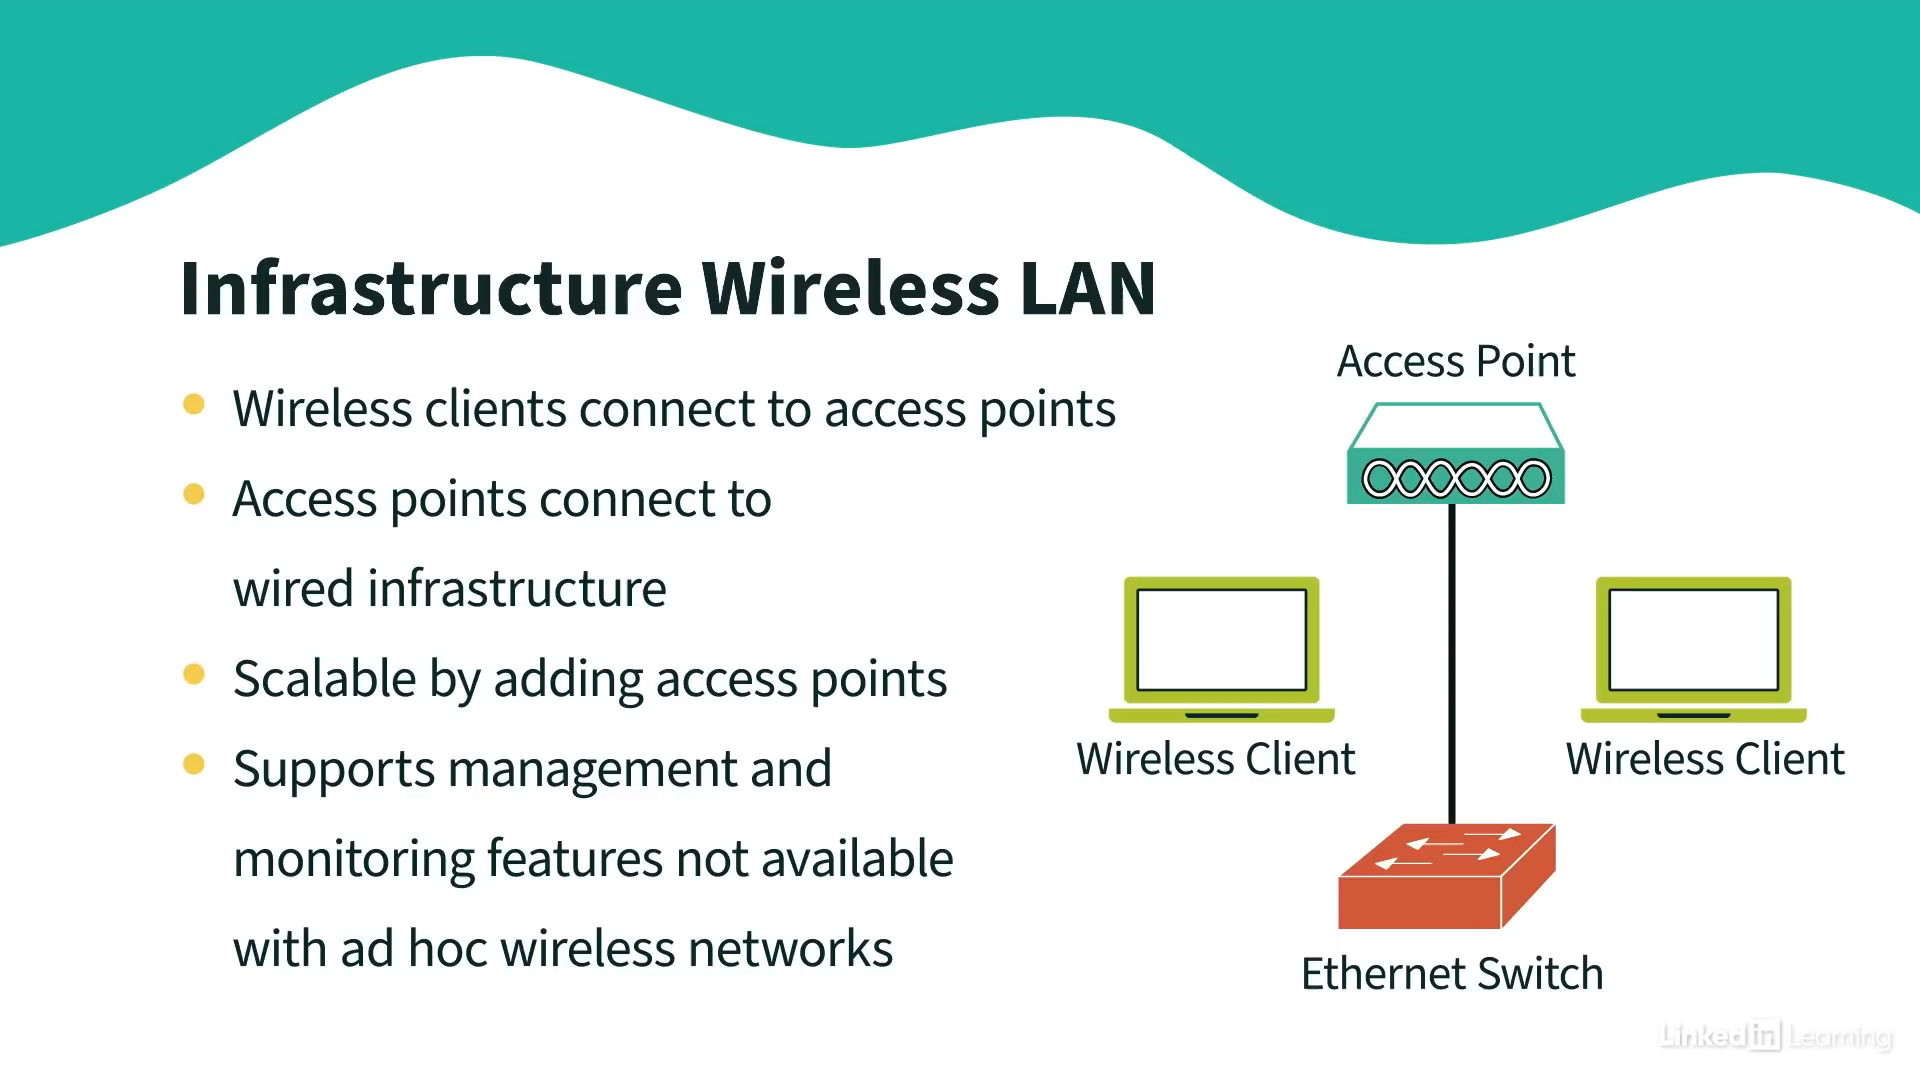 Infrastructure Wireless LAN
Wireless clients connect to access points
Access points connect to
wired infrastructure
Scalable by adding access points
Supports management and
monitoring features not available
with ad hoc wireless networks
Access Point
Wireless Client
Wireless Client
Ethernet Switch
Linked in Learning